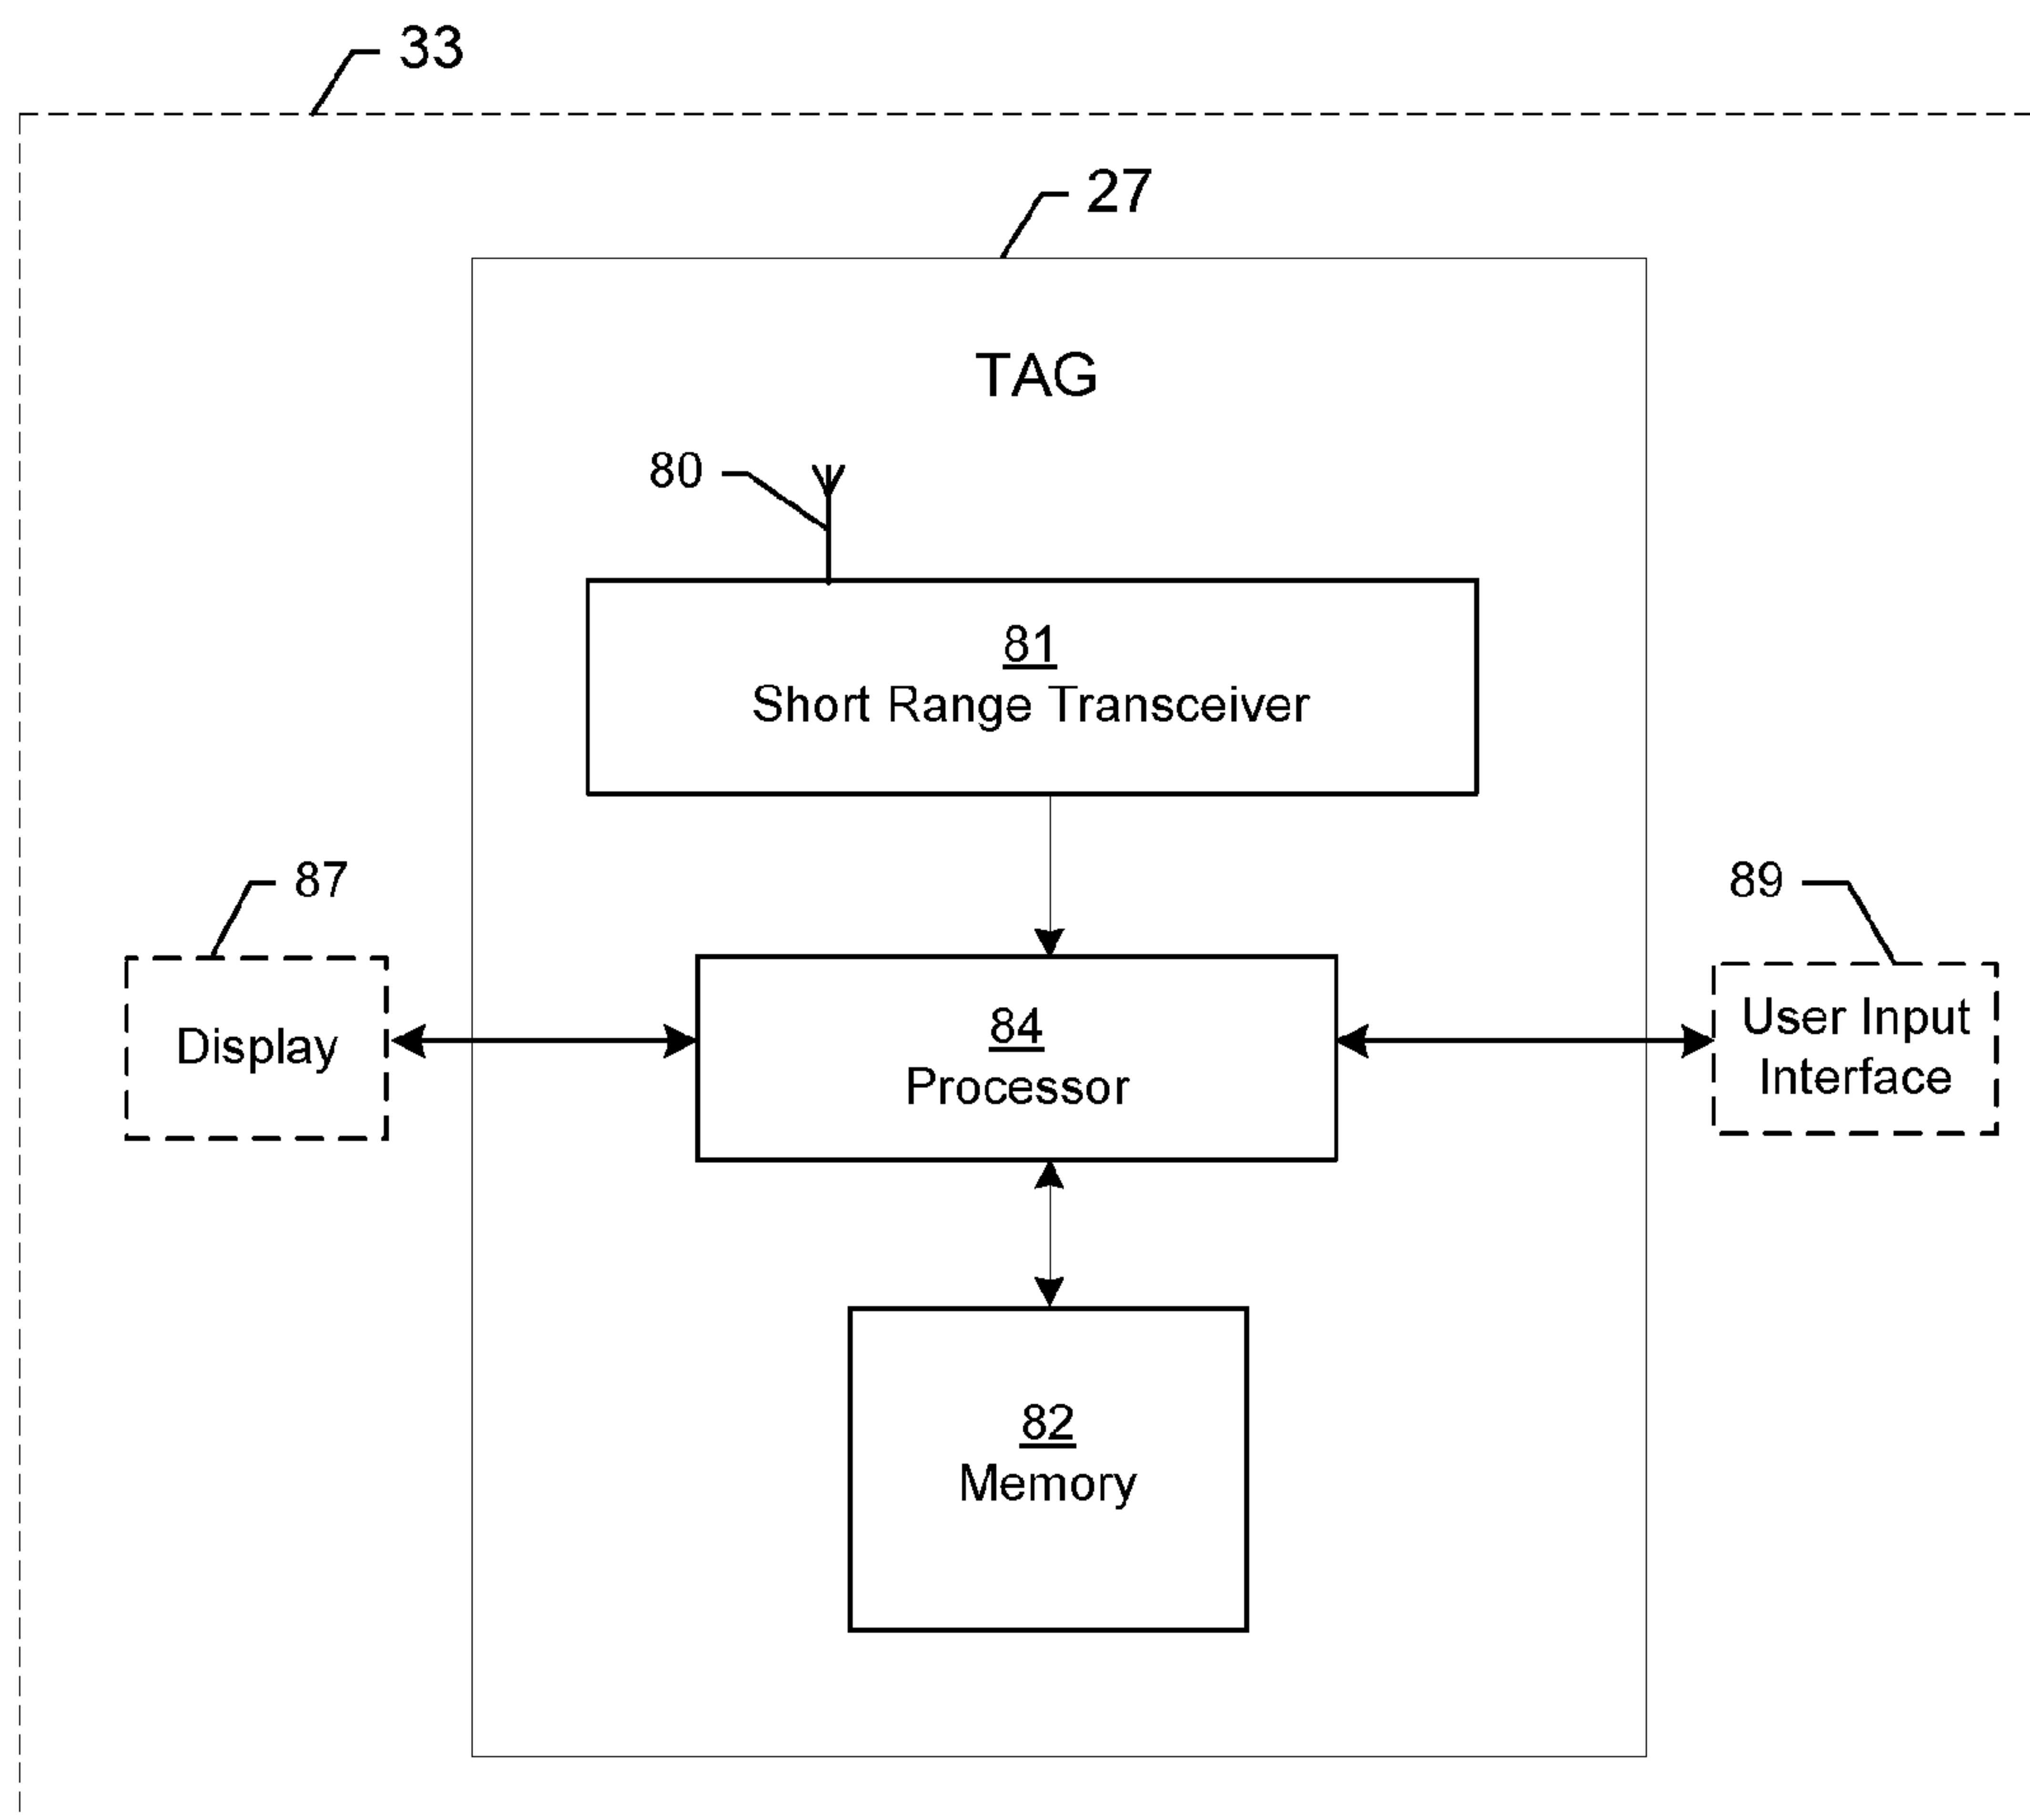 33
27
TAG
80
81
Short Range Transceiver
87
89
Display
84
Processor
User Input
Interface
82
Memory